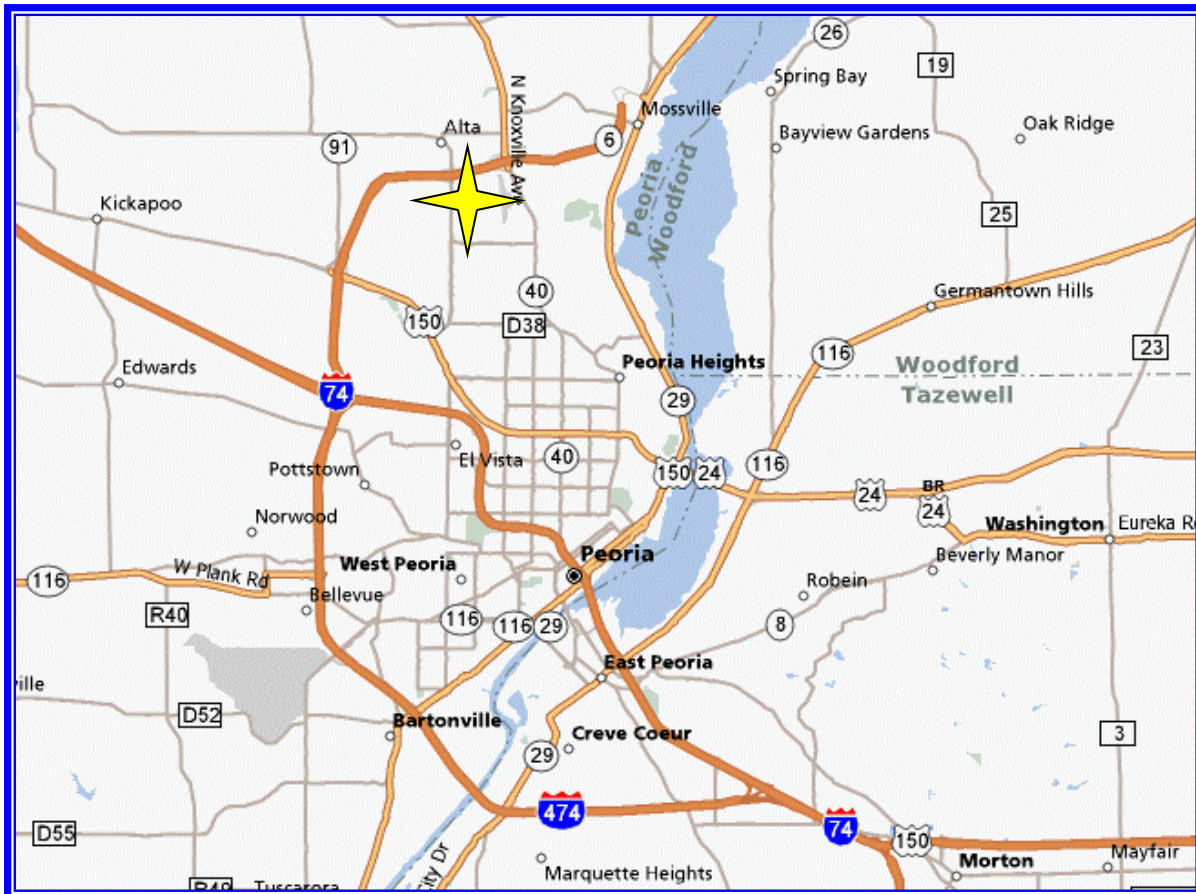 26
19
Spring Bay
N Knoxville Ave
Mossville
Alta
Oak Ridge
Bayview Gardens
6
91
Peoria
Woodford
Kickapoo
25
40
Germantown Hills
150
D38
116
23
Peoria Heights
Woodford
Edwards
74
Tazewell
29
El Vista
40
116
Pottstown
150
24
BR
24
24
Norwood
Washington
Eureka R
Peoria
Beverly Manor
West Peoria
W Plank Rd
116
Robein
Bellevue
R40
116
116
29
8
East Peoria
ville
D52
Bartonville
Creve Coeur
3
29
474
74
D55
150
City Dr
Mayfair
Morton
Marquette Heights
R49
Tuscarora